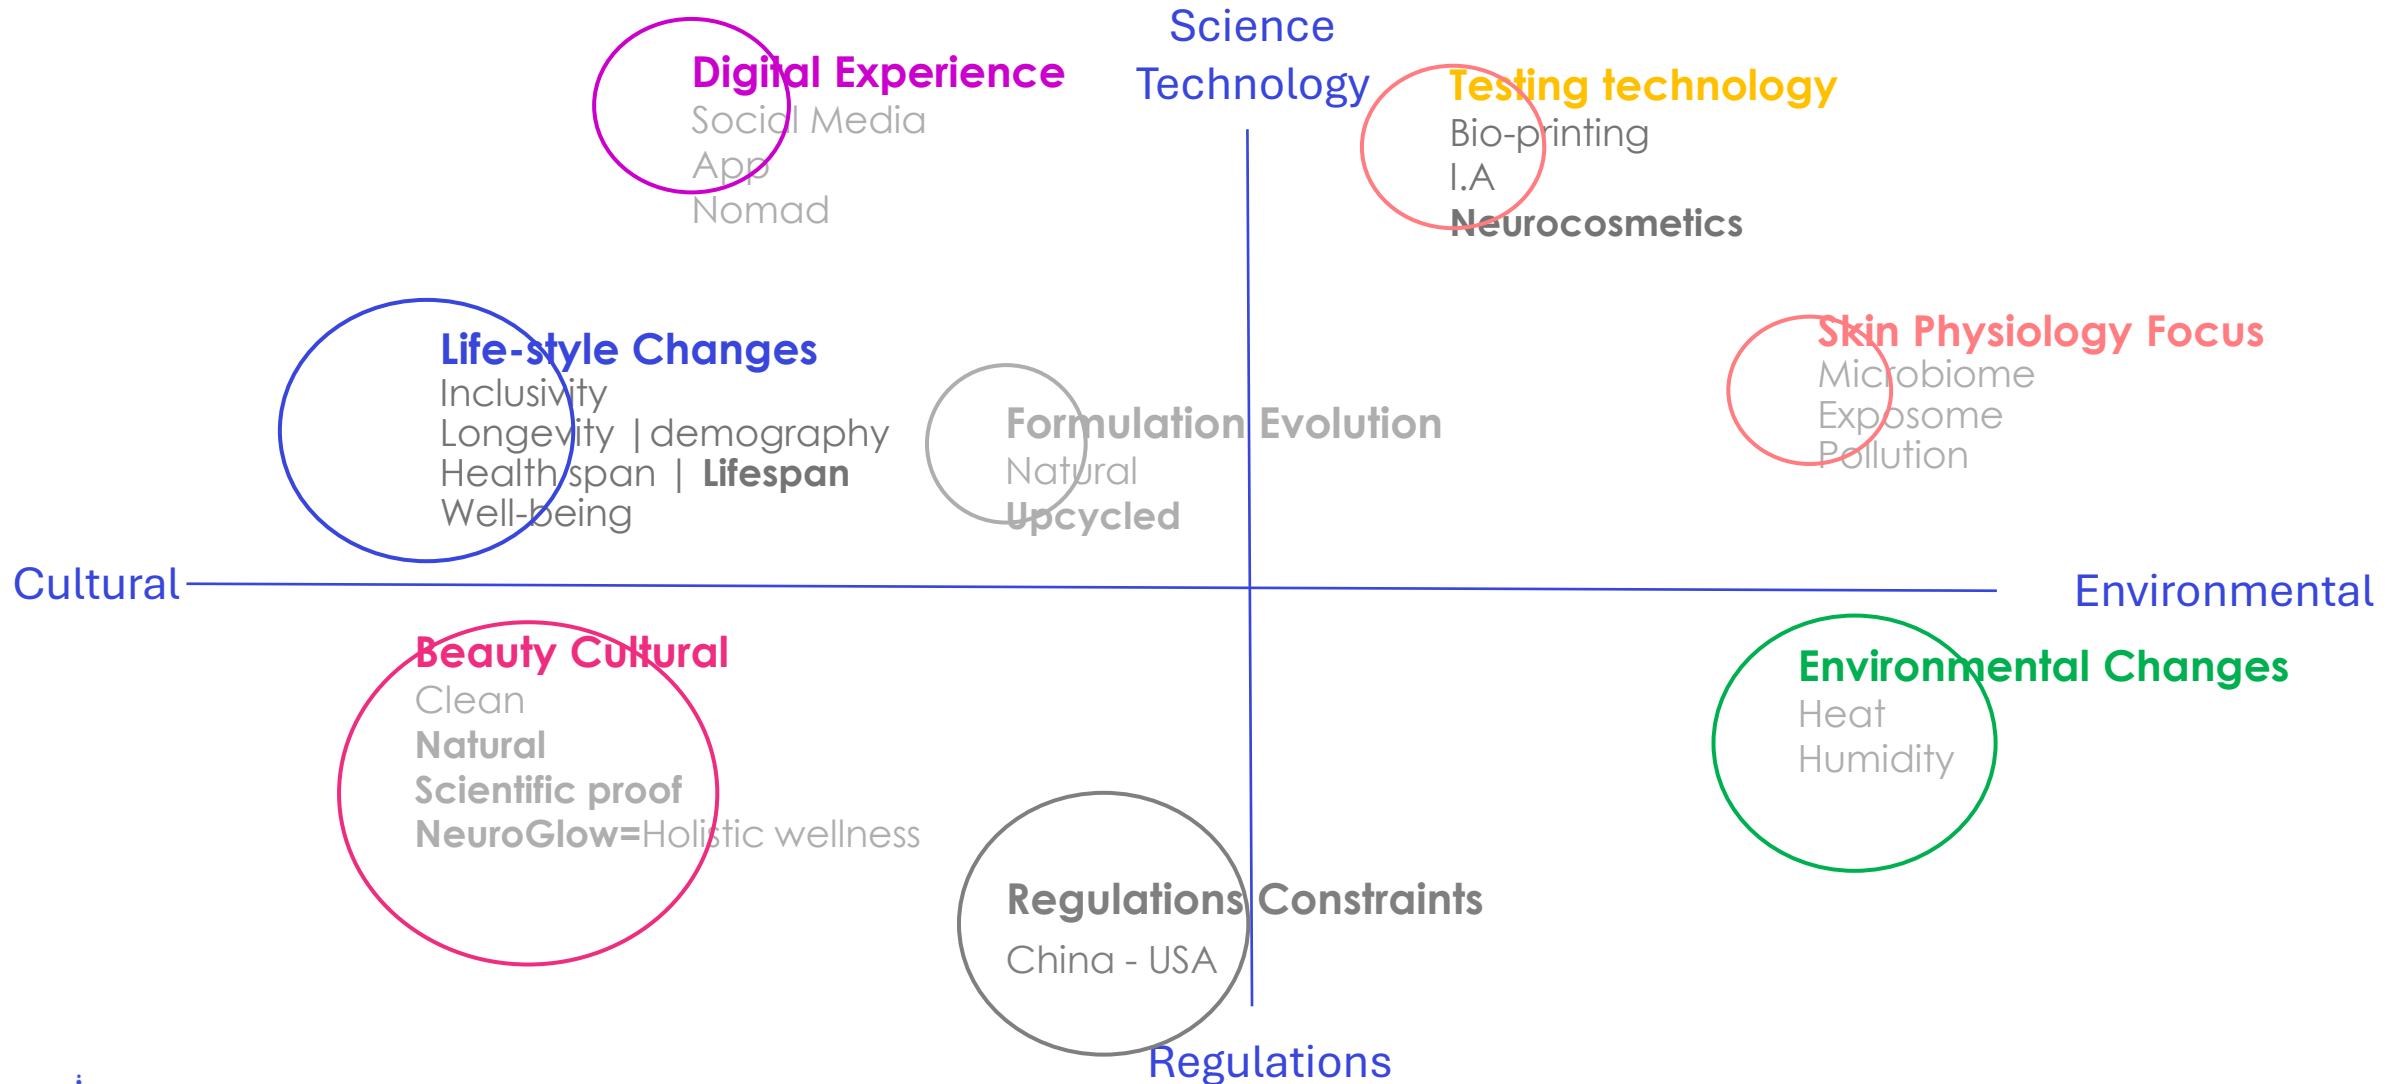 Science
Technology
Digital Experience
Social Media
App
Nomad
Testing technology
Bio-printing
I.A
Neurocosmetics
Life-style Changes
Inclusivity
Longevity | demography
Health span | Lifespan
Well-being
Formulation Evolution
Natural
Upcycled
Skin Physiology Focus
Microbiome
Exposome
Pollution
Cultural
Environmental
Beauty Cultural
Clean
Natural
Scientific proof
NeuroGlow=Holistic wellness
Environmental Changes
Heat
Humidity
Regulations Constraints
China - USA
Regulations